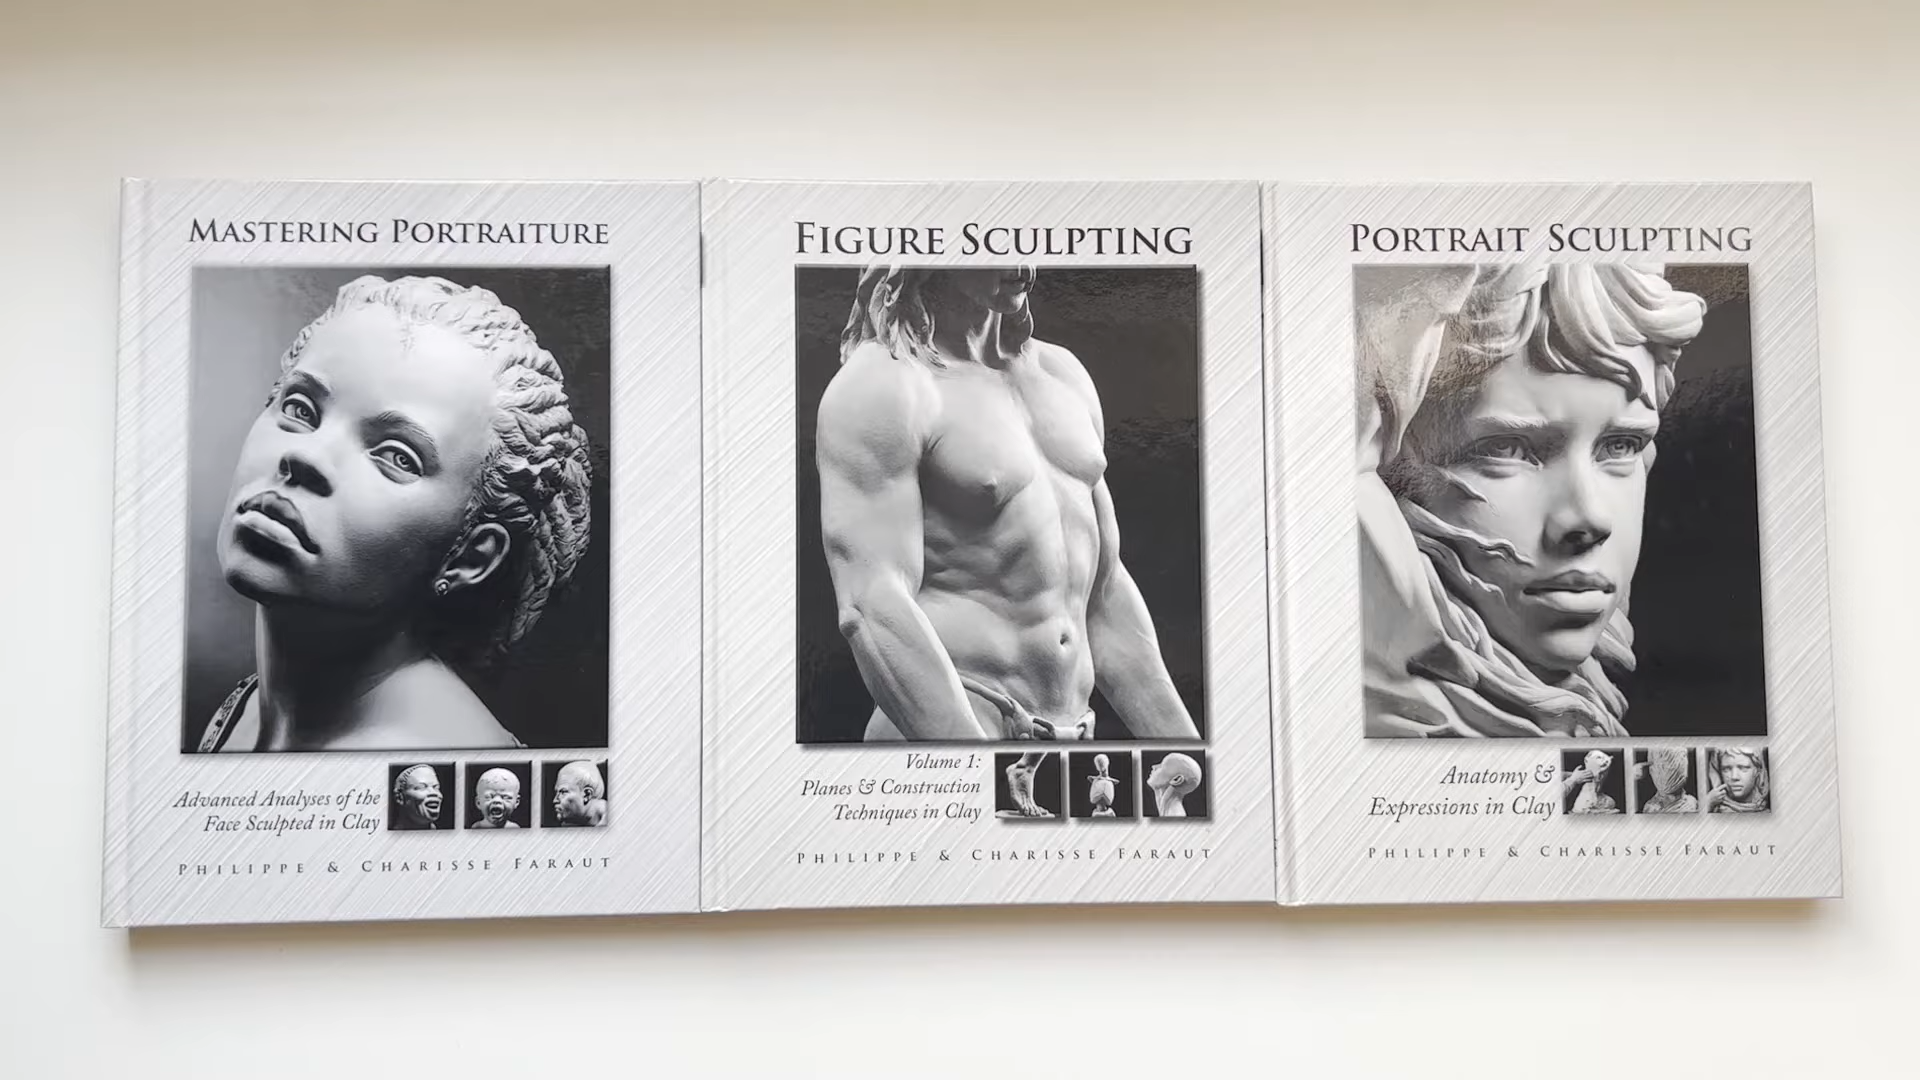 MASTERING PORTRAITURE
Advanced Analyses of the
Face Sculpted in Clay
PHILIPPE & CHARISSE FARAUT
FIGURE SCULPTING
Volume 1:
Planes & Construction
Techniques in Clay
PHILIPPE & CHARISSE FARAUT
PORTRAIT SCULPTING
Anatomy &
Expressions in Clay
PHILIPPE & CHARISSE FARAUT